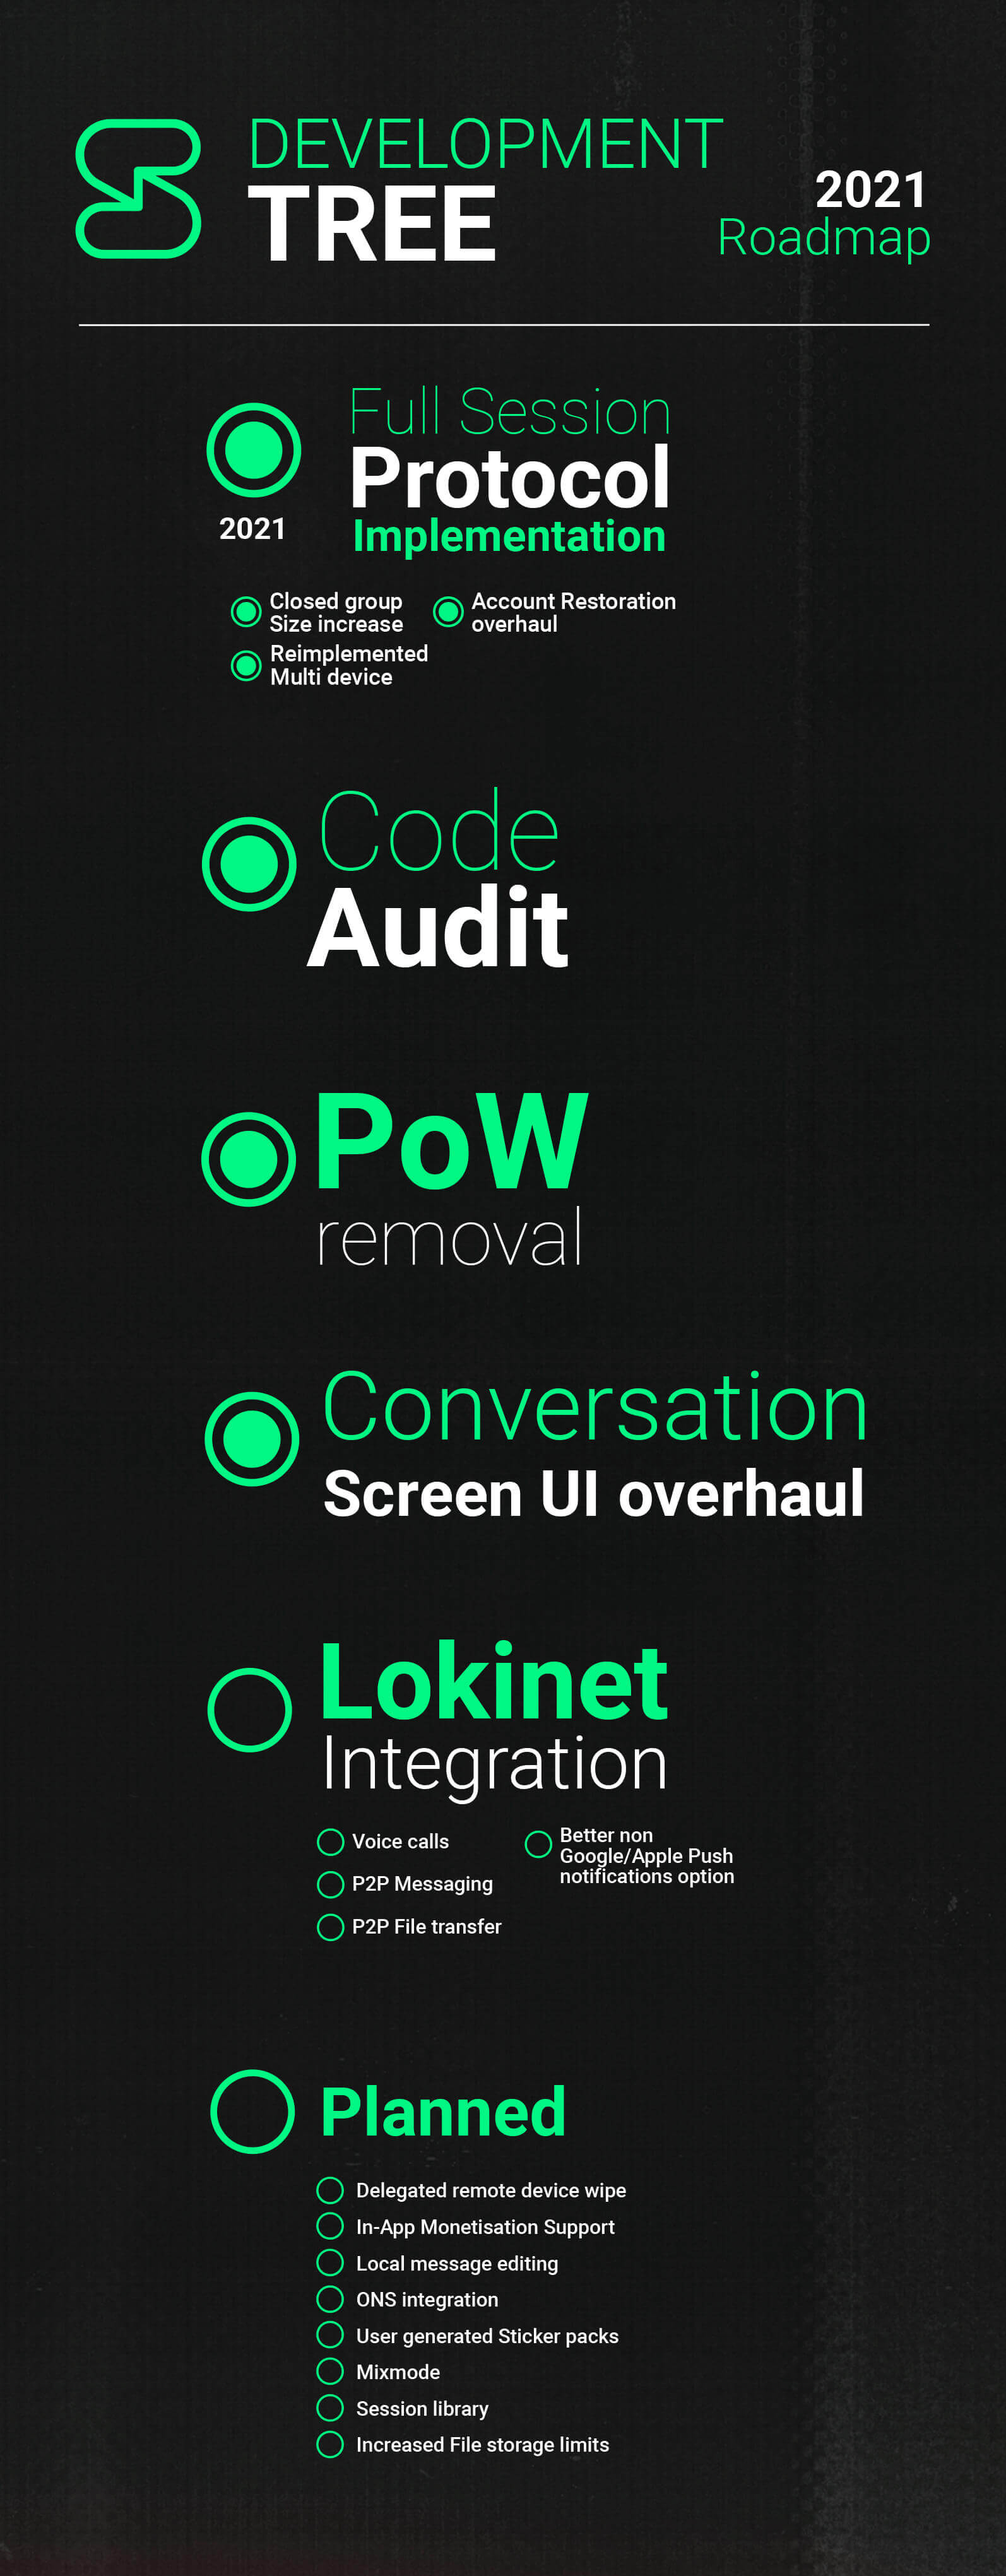 DEVELOPMENT
TREE
2021
Roadmap
Full Session
Protocol
Implementation
2021
Closed group
Size increase
Account Restoration
overhaul
Reimplemented
Multi device
Code
Audit
PoW
removal
Conversation
Screen UI overhaul
Lokinet
Integration
Voice calls
P2P Messaging
P2P File transfer
Better non
Google/Apple Push
notifications option
Planned
Delegated remote device wipe
In-App Monetisation Support
Local message editing
ONS integration
User generated Sticker packs
Mixmode
Session library
Increased File storage limits